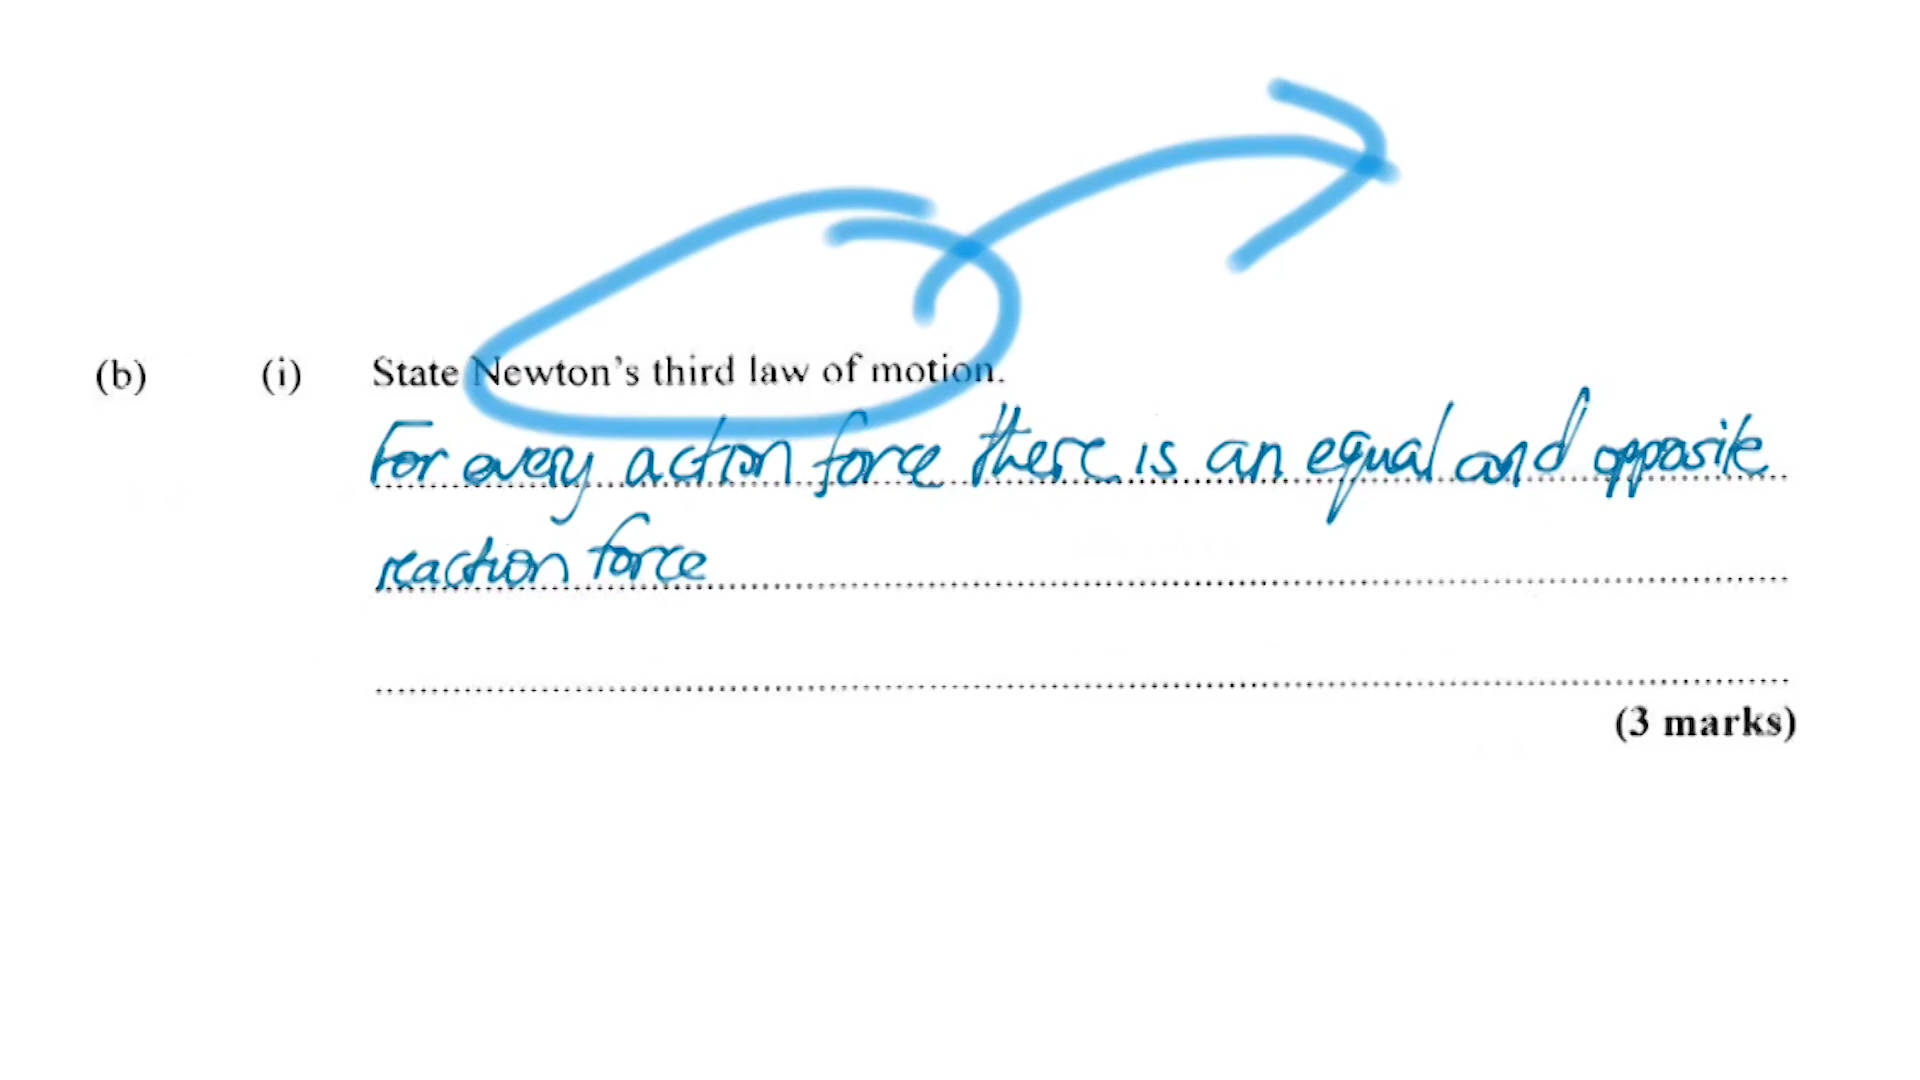 (b) (i) State Newton's third law of motion.
For every action force there is an equal and opposite
reaction force
(3 marks)